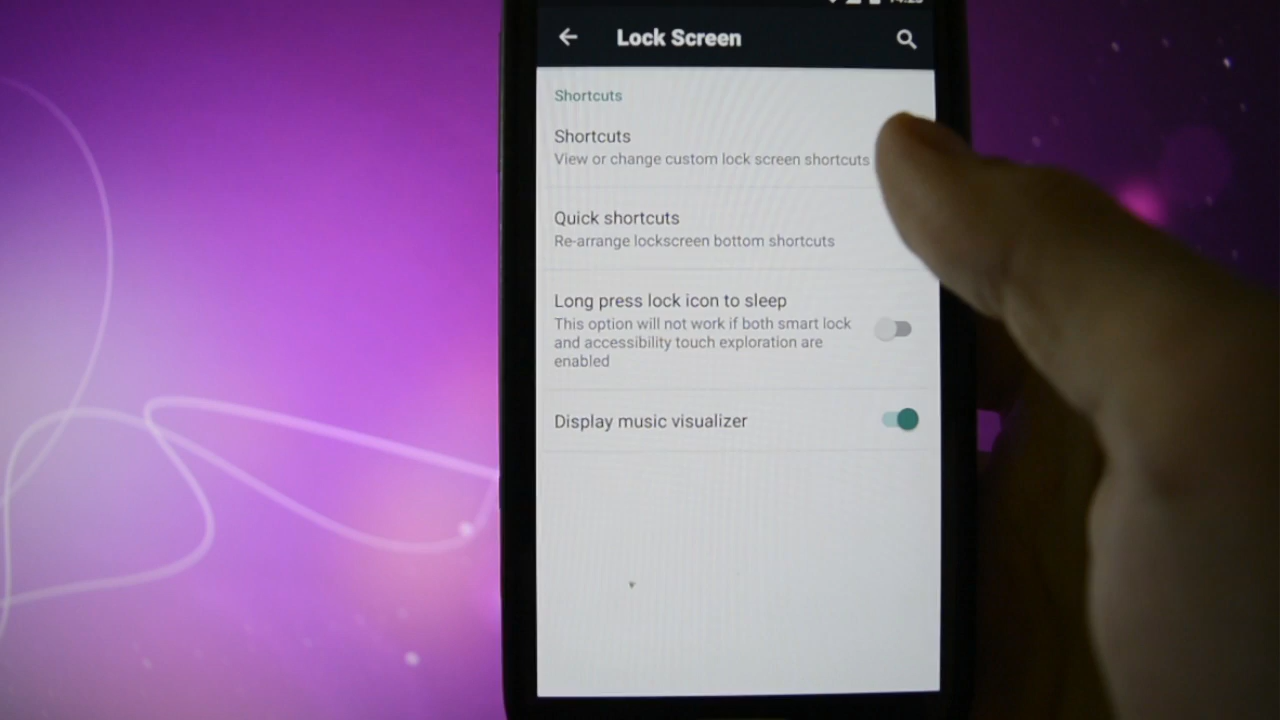 Lock Screen
Shortcuts
Shortcuts
View or change custom lock screen shortcuts
Quick shortcuts
Re-arrange lockscreen bottom shortcuts
Long press lock icon to sleep
This option will not work if both smart lock
and accessibility touch exploration are
enabled
Display music visualizer